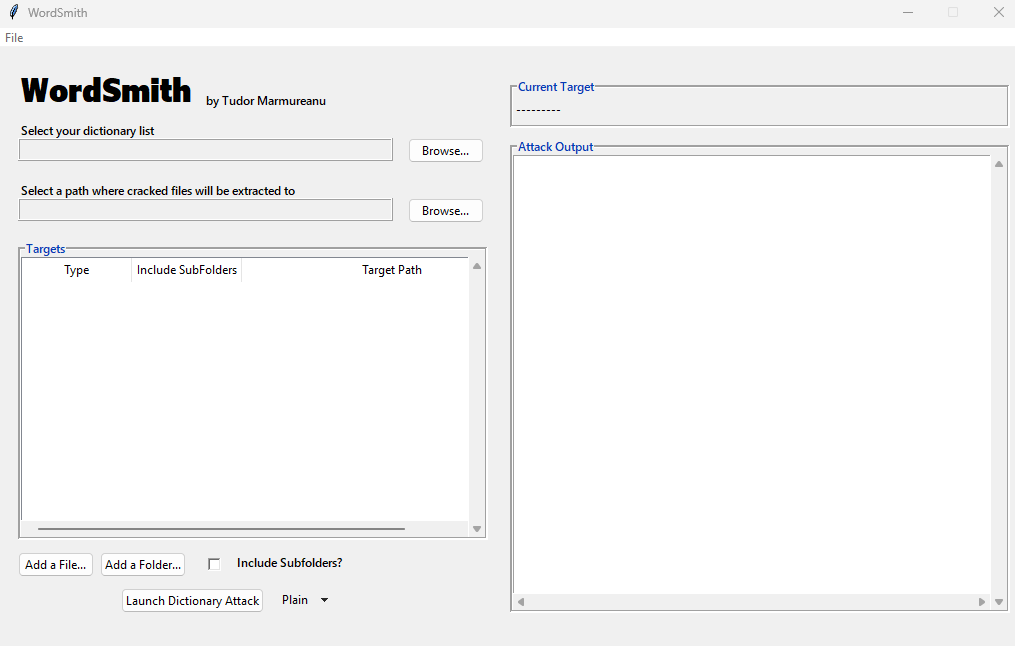 WordSmith
File
WordSmith by Tudor Marmureanu
Select your dictionary list
Browse...
Select a path where cracked files will be extracted to
Browse...
Targets
Type Include SubFolders Target Path
Add a File... Add a Folder... Include Subfolders?
Launch Dictionary Attack Plain
Current Target
---------
Attack Output